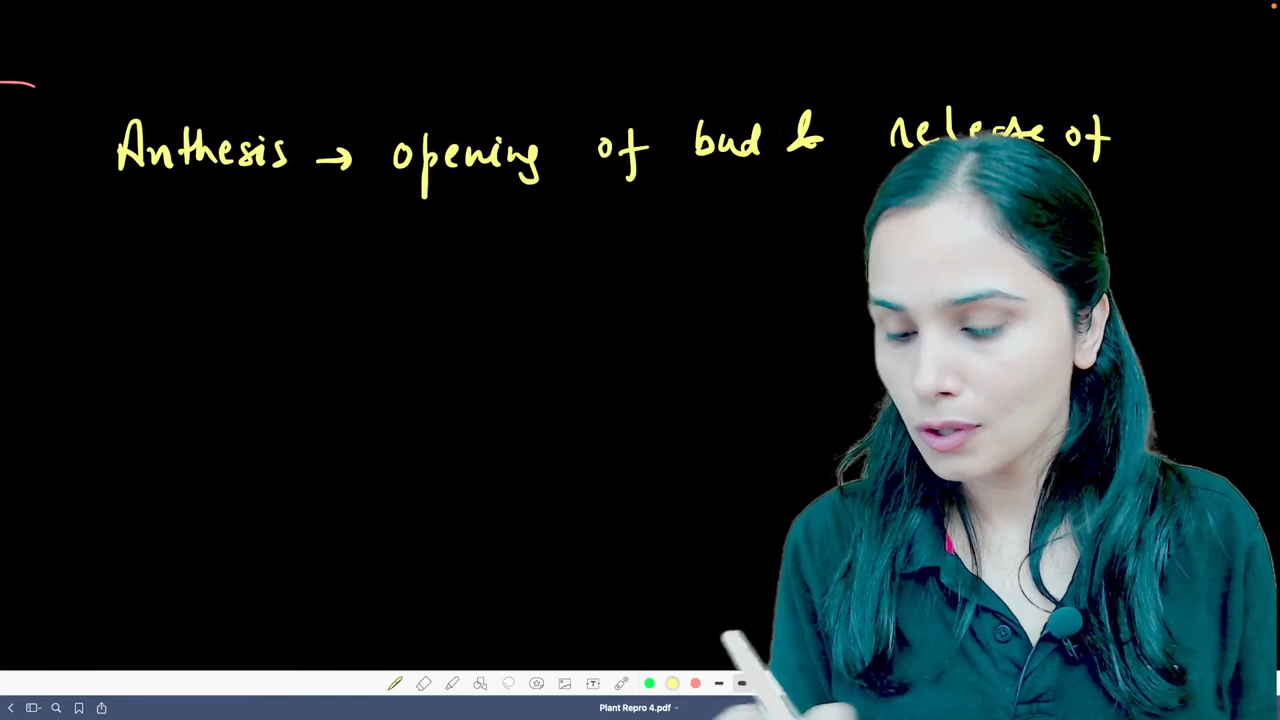 Anthesis → opening of bud & release of
Plant Repro 4.pdf